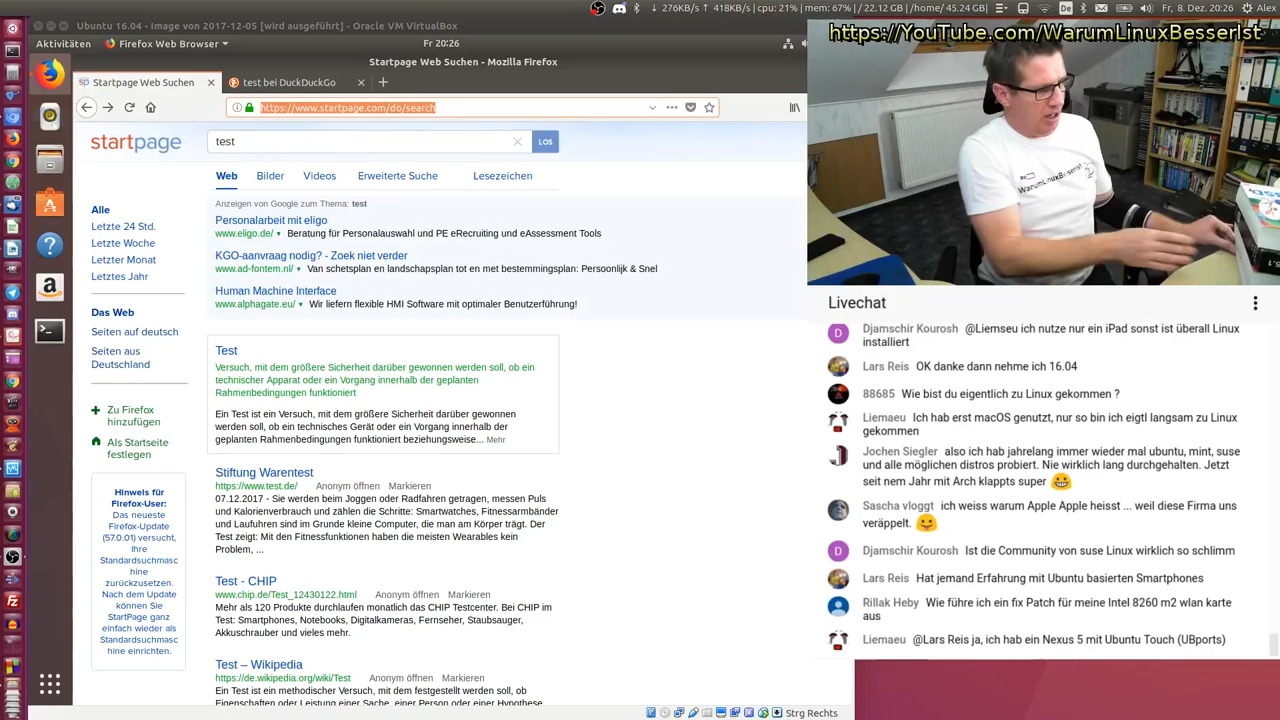 Ubuntu 16.04 - Image von 2017-12-05 [wird ausgeführt] - Oracle VM VirtualBox
276KB/s 418KB/s cpu: 21% mem: 67% //: 22.12 GB /home/45.24 GB De Fr, 8. Dez, 20:26 Alex
Aktivitäten Firefox Web Browser Fr 20:26
Startpage Web Suchen - Mozilla Firefox
Startpage Web Suchen test bei DuckDuckGo
https://www.startpage.com/do/search
startpage test LOS
Web Bilder Videos Erweiterte Suche Lesezeichen
Alle
Letzte 24 Std.
Letzte Woche
Letzter Monat
Letztes Jahr
Das Web
Seiten auf deutsch
Seiten aus
Deutschland
Zu Firefox
hinzufügen
Als Startseite
festlegen
Hinweis für
Firefox-User:
Das neueste
Firefox-Update
(57.0.01) versucht,
Ihre
Standardsuchmasc
hine
zurückzusetzen.
Nach dem Update
können Sie
StartPage ganz
einfach wieder als
Standardsuchmasc
hine einrichten.
Anzeigen von Google zum Thema: test
Personalarbeit mit eligo
www.eligo.de/ Beratung für Personalauswahl und PE eRecruiting und eAssessment Tools
KGO-aanvraag nodig? - Zoek niet verder
www.ad-fontem.nl/ Van schetsplan en landschapsplan tot en met bestemmingsplan: Persoonlijk & Snel
Human Machine Interface
www.alphagate.eu/ Wir liefern flexible HMI Software mit optimaler Benutzerführung!
Test
Versuch, mit dem größere Sicherheit darüber gewonnen werden soll, ob ein
technischer Apparat oder ein Vorgang innerhalb der geplanten
Rahmenbedingungen funktioniert
Ein Test ist ein Versuch, mit dem größere Sicherheit darüber gewonnen
werden soll, ob ein technisches Gerät oder ein Vorgang innerhalb der
geplanten Rahmenbedingungen funktioniert beziehungsweise... Mehr
Stiftung Warentest
https://www.test.de/ Anonym öffnen Markieren
07.12.2017 - Sie werden beim Joggen oder Radfahren getragen, messen Puls
und Kalorienverbrauch und zählen die Schritte: Smartwatches, Fitnessarmbänder
und Laufuhren sind im Grunde kleine Computer, die man am Körper trägt. Der
Test zeigt: Mit den Fitnessfunktionen haben die meisten Wearables kein
Problem, ...
Test - CHIP
www.chip.de/Test_12430122.html Anonym öffnen Markieren
Mehr als 120 Produkte durchlaufen monatlich das CHIP Testcenter. Bei CHIP im
Test: Smartphones, Notebooks, Digitalkameras, Fernseher, Staubsauger,
Akkuschrauber und vieles mehr.
Test – Wikipedia
https://de.wikipedia.org/wiki/Test Anonym öffnen Markieren
Ein Test ist ein methodischer Versuch, mit dem festgestellt werden soll, ob
Eigenschaften oder Leistung einer Sache, einer Person oder einer Hypothese
Strg Rechts
https://YouTube.com/WarumLinuxBesserIst
WarumLinuxBesserIst
Livechat
Djamschir Kourosh @Liemseu ich nutze nur ein iPad sonst ist überall Linux
installiert
Lars Reis OK danke dann nehme ich 16.04
88685 Wie bist du eigentlich zu Linux gekommen ?
Liemaeu Ich hab erst macOS genutzt, nur so bin ich eigtl langsam zu Linux
gekommen
Jochen Siegler also ich hab jahrelang immer wieder mal ubuntu, mint, suse
und alle möglichen distros probiert. Nie wirklich lang durchgehalten. Jetzt
seit nem Jahr mit Arch klappts super
Sascha vloggt ich weiss warum Apple Apple heisst ... weil diese Firma uns
veräppelt.
Djamschir Kourosh Ist die Community von suse Linux wirklich so schlimm
Lars Reis Hat jemand Erfahrung mit Ubuntu basierten Smartphones
Rillak Heby Wie führe ich ein fix Patch für meine Intel 8260 m2 wlan karte
aus
Liemaeu @Lars Reis ja, ich hab ein Nexus 5 mit Ubuntu Touch (UBports)